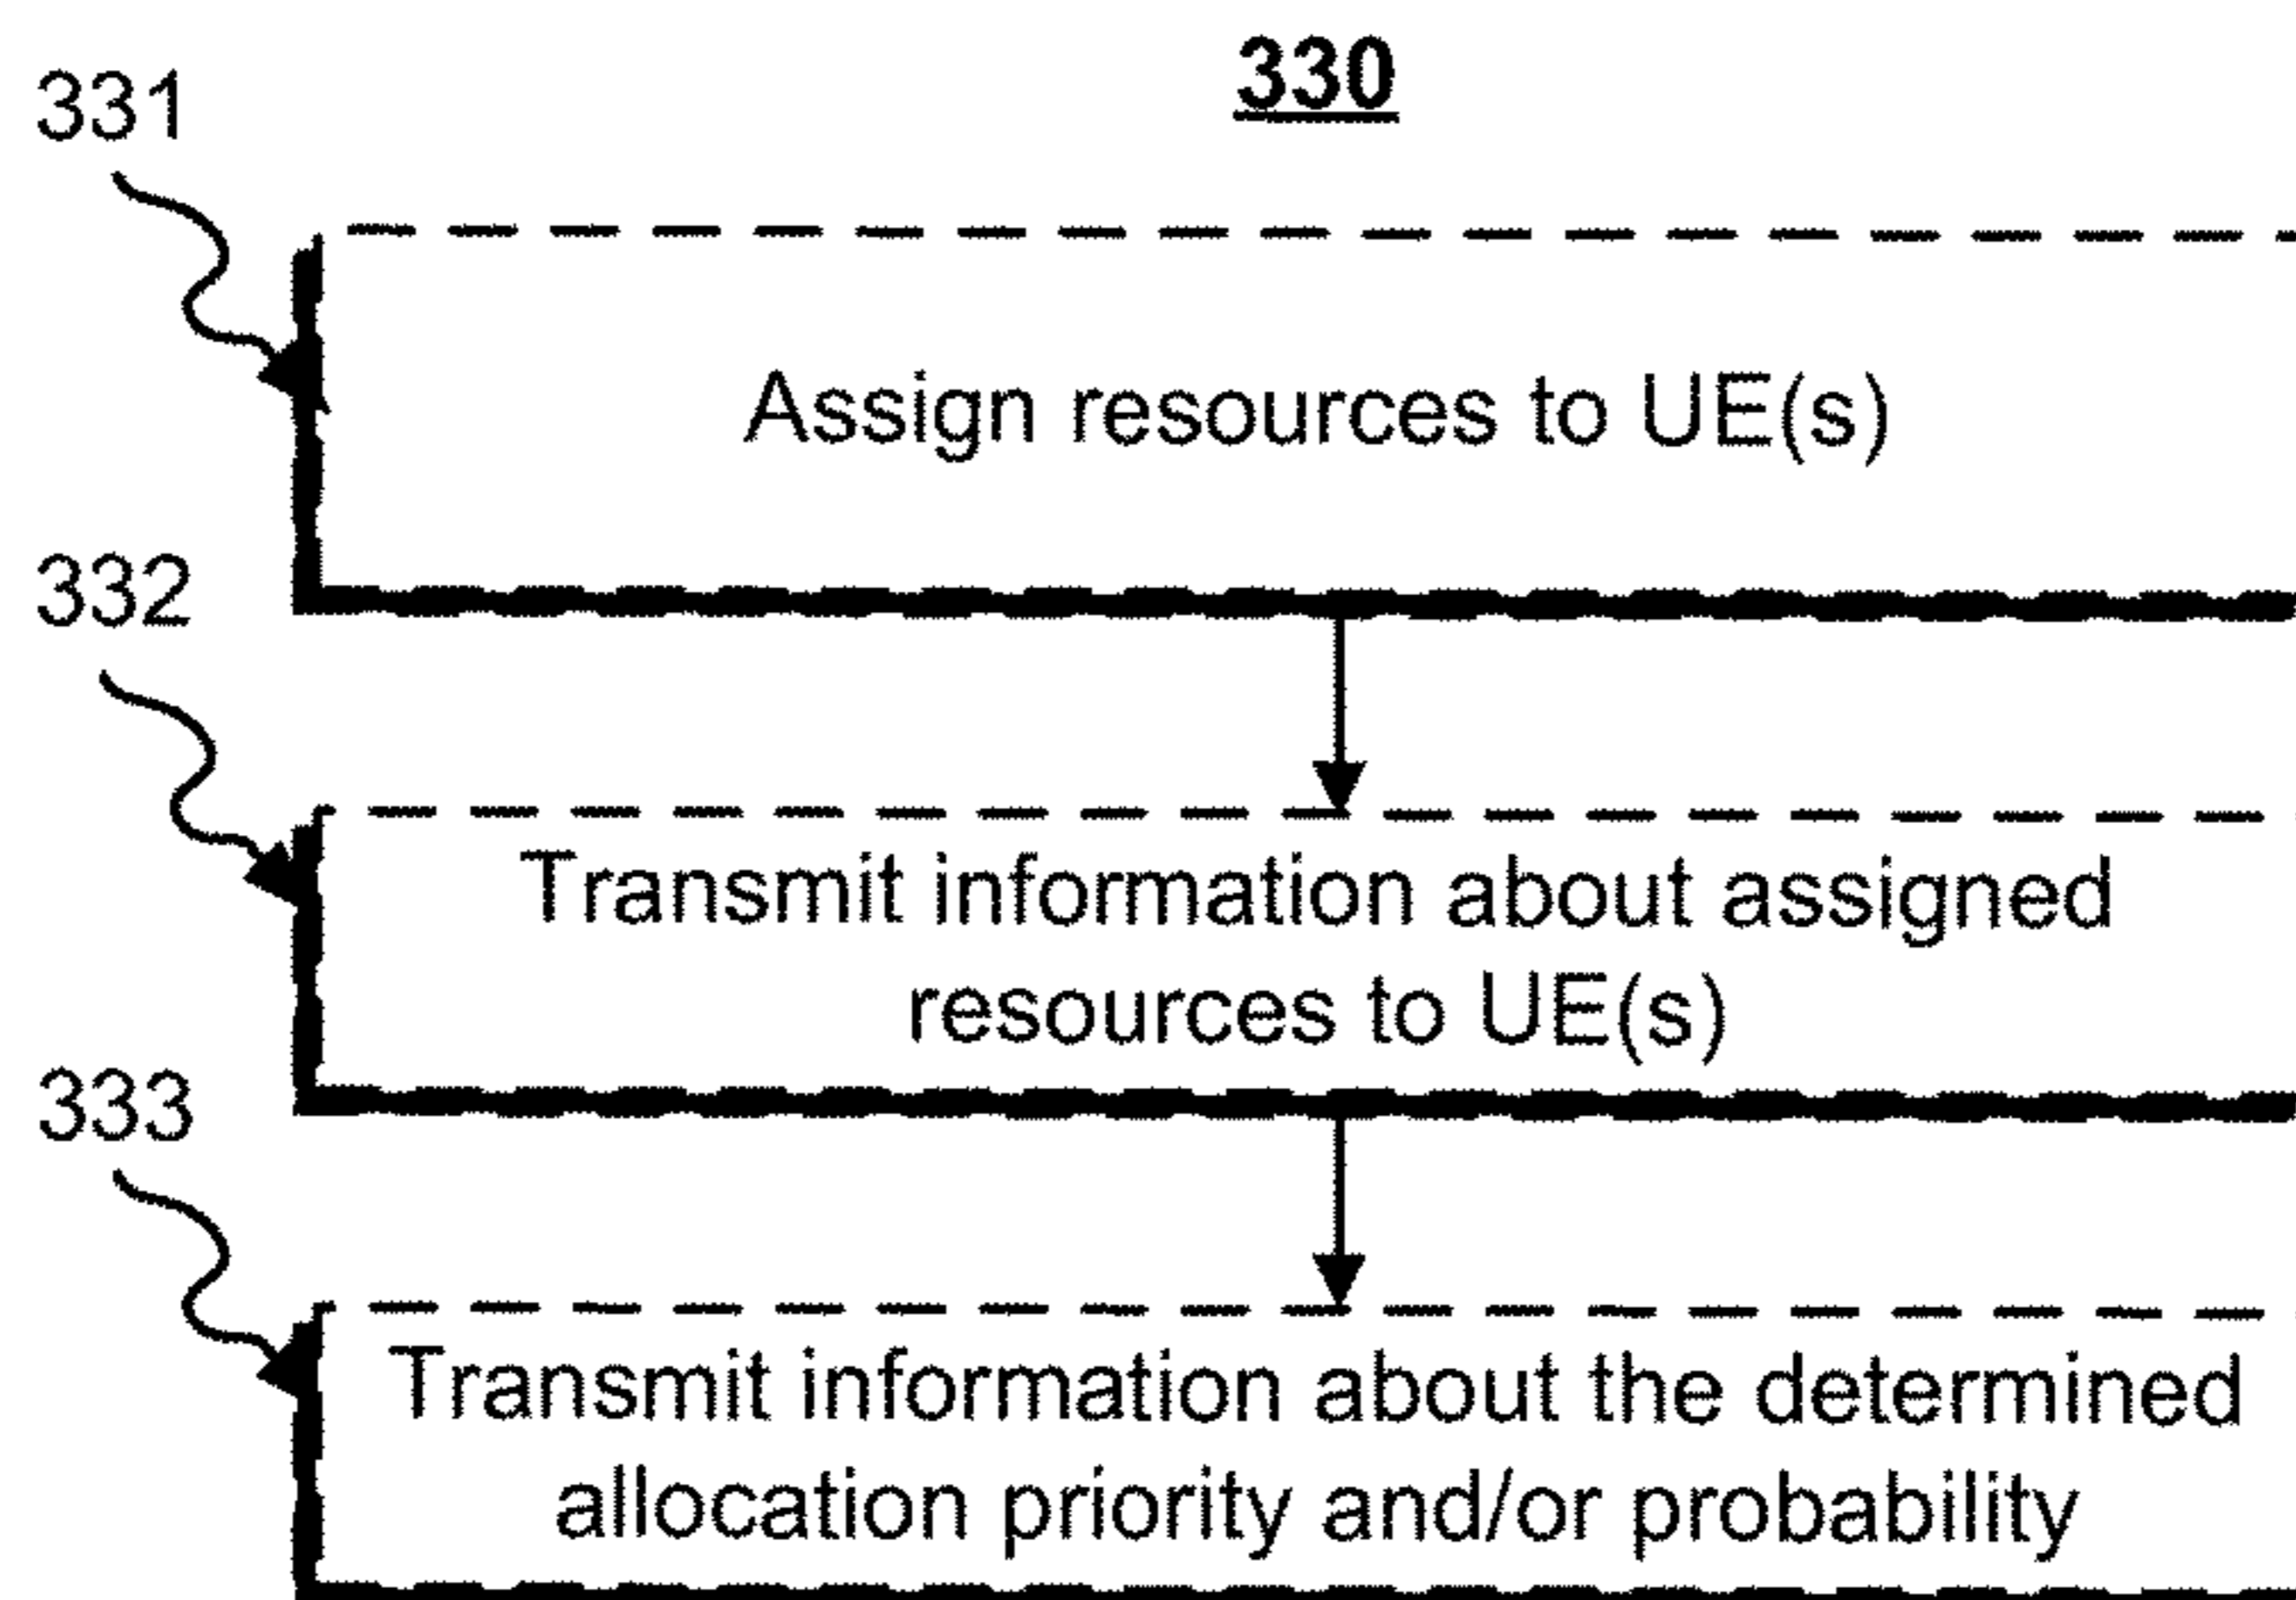 330
331
Assign resources to UE(s)
332
Transmit information about assigned
resources to UE(s)
333
Transmit information about the determined
allocation priority and/or probability